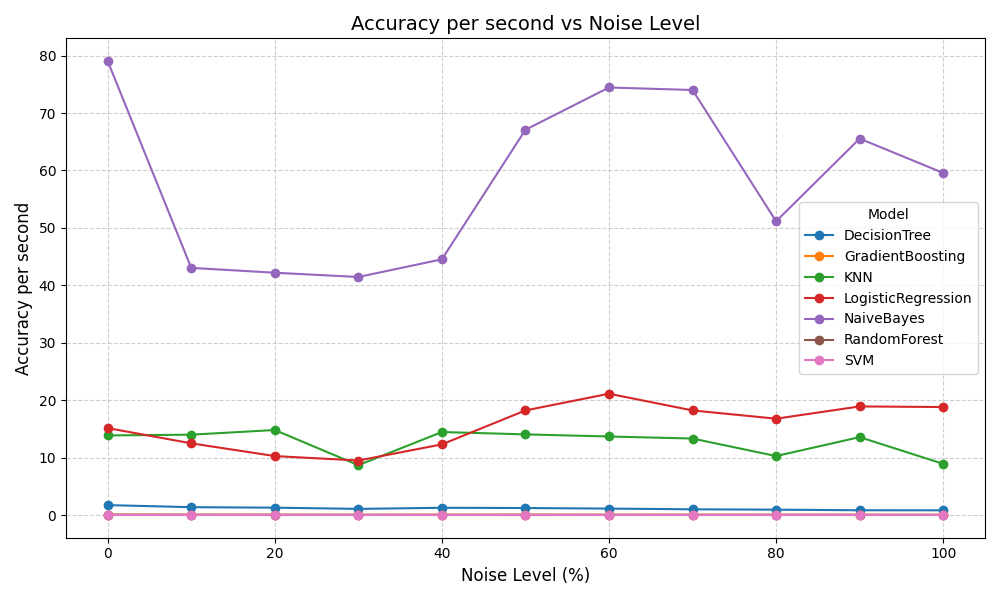 Accuracy per second vs Noise Level
Accuracy per second
80
70
60
50
40
30
20
10
0
Model
DecisionTree
GradientBoosting
KNN
LogisticRegression
NaiveBayes
RandomForest
SVM
0 20 40 60 80 100
Noise Level (%)